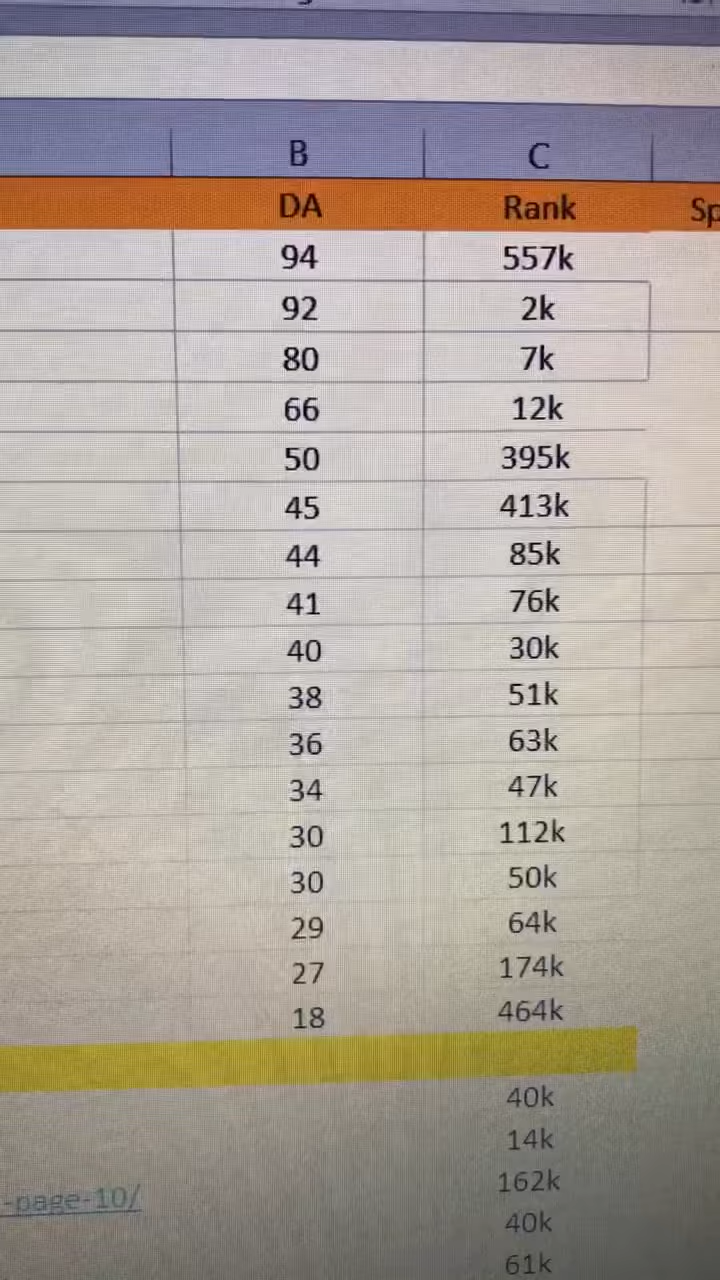 B C
DA Rank Sp
94 557k
92 2k
80 7k
66 12k
50 395k
45 413k
44 85k
41 76k
40 30k
38 51k
36 63k
34 47k
30 112k
30 50k
29 64k
27 174k
18 464k
40k
14k
162k
-page-10/
40k
61k